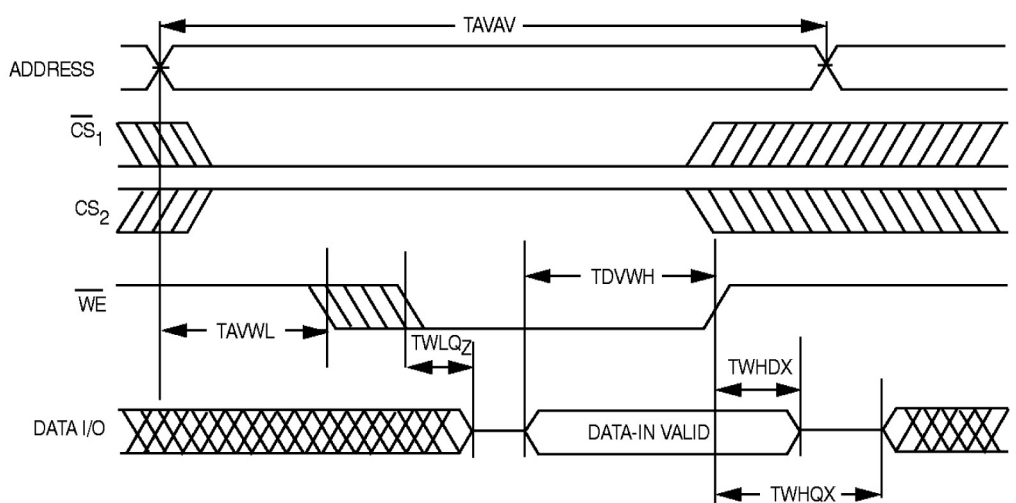 TAVAV
ADDRESS
CS1
CS2
TDVWH
WE
TAVWL
TWLQZ
TWHDX
DATA I/O
DATA-IN VALID
TWHQX